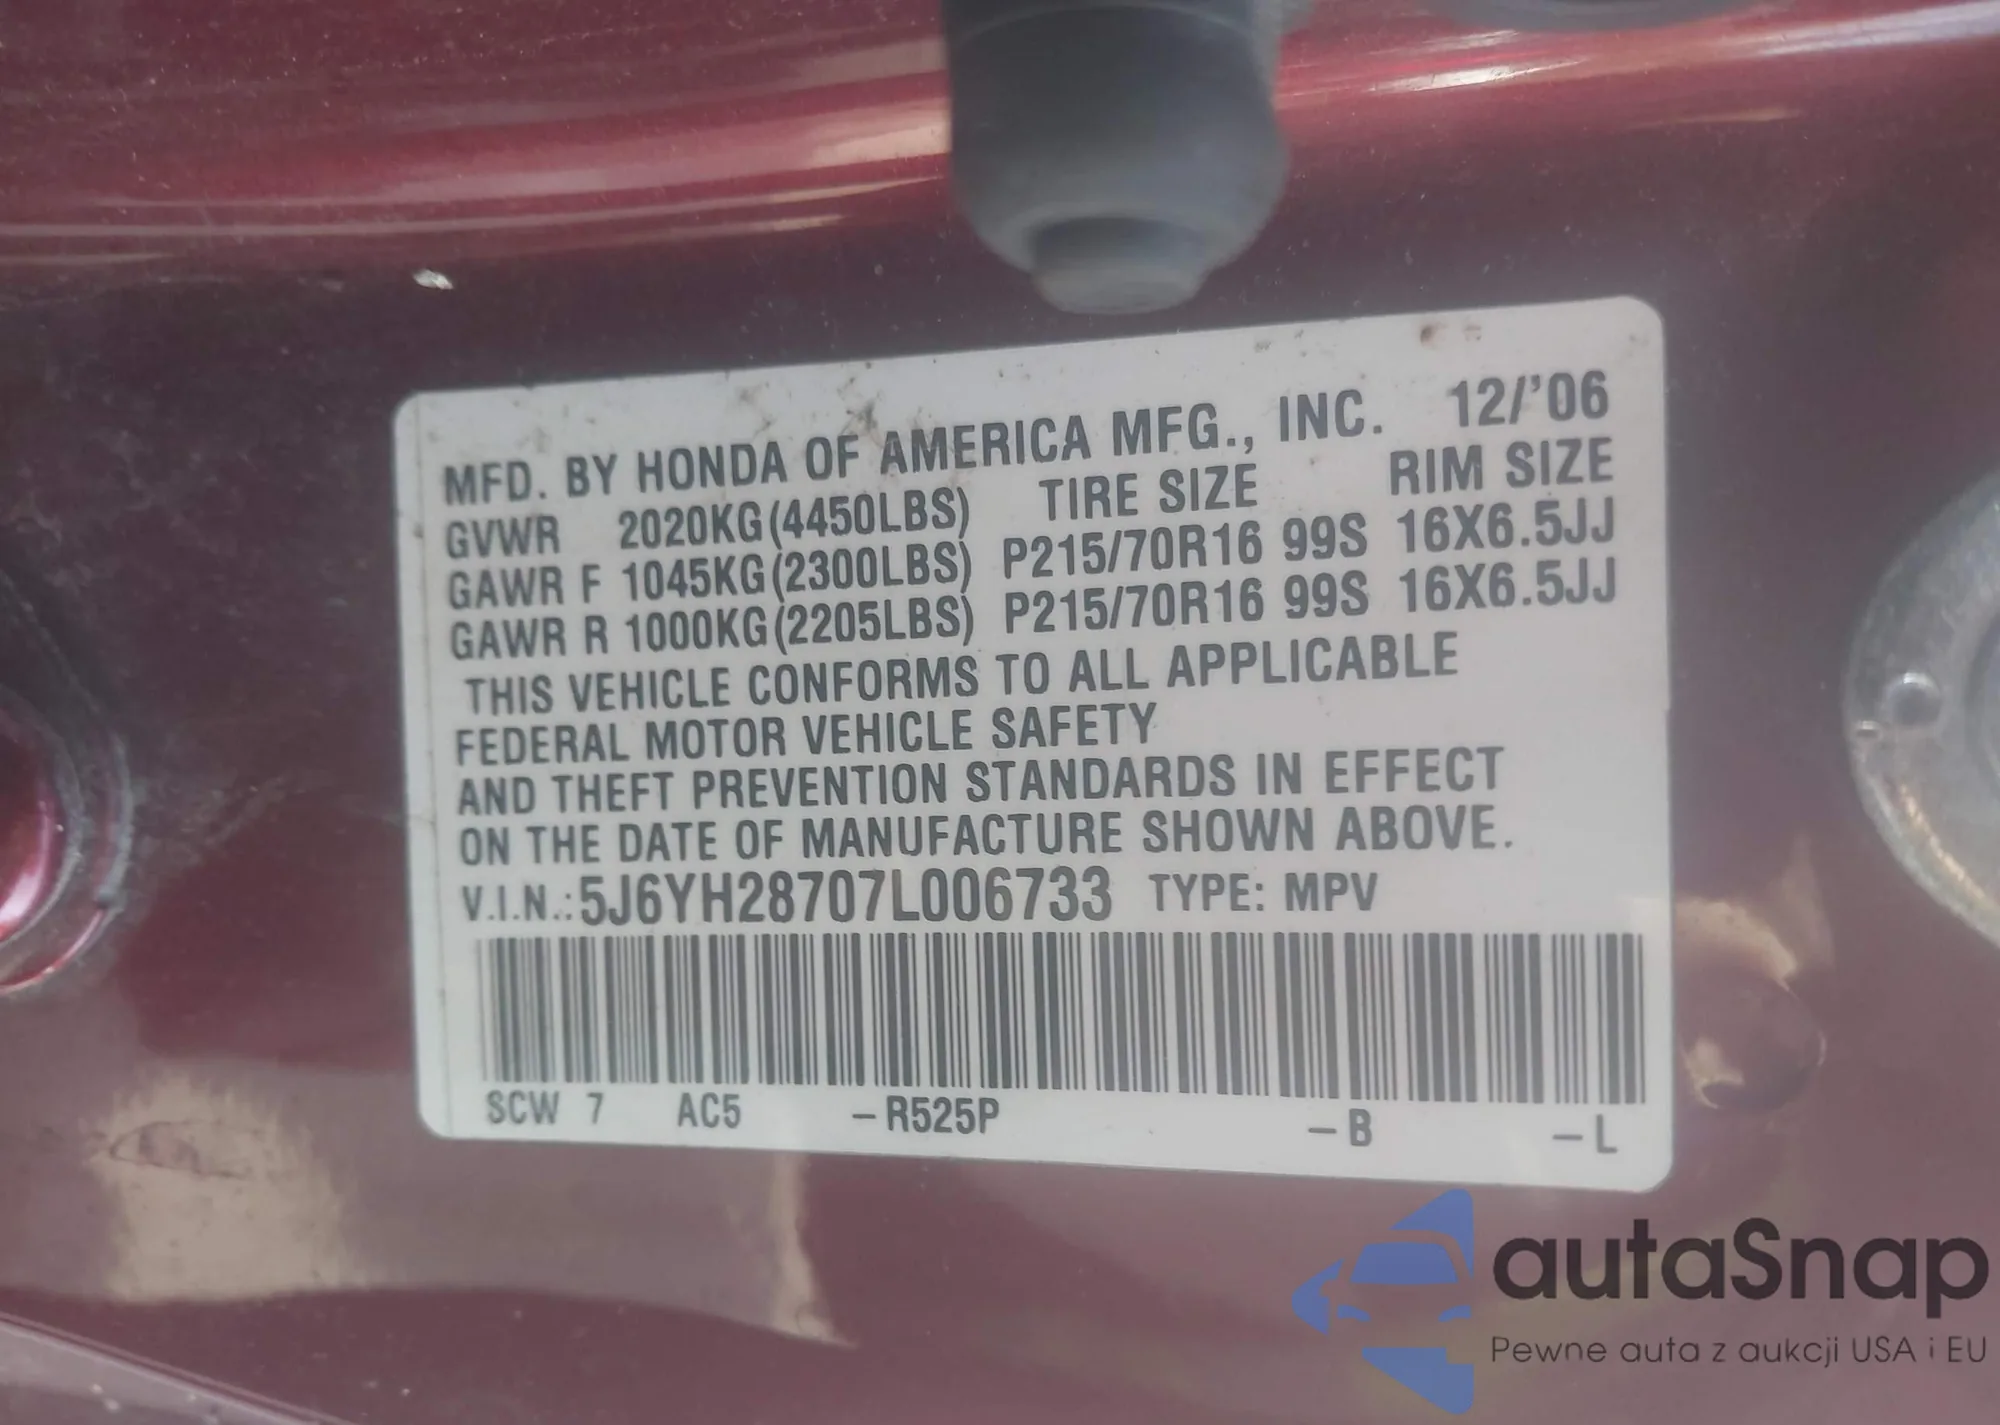 MFD. BY HONDA OF AMERICA MFG., INC. 12/'06
GVWR 2020KG(4450LBS) TIRE SIZE RIM SIZE
GAWR F 1045KG(2300LBS) P215/70R16 99S 16X6.5JJ
GAWR R 1000KG(2205LBS) P215/70R16 99S 16X6.5JJ
THIS VEHICLE CONFORMS TO ALL APPLICABLE
FEDERAL MOTOR VEHICLE SAFETY
AND THEFT PREVENTION STANDARDS IN EFFECT
ON THE DATE OF MANUFACTURE SHOWN ABOVE.
V.I.N.:5J6YH28707L006733 TYPE: MPV
SCW 7 AC5 –R525P –B –L
autaSnap
Pewne auta z aukcji USA i EU